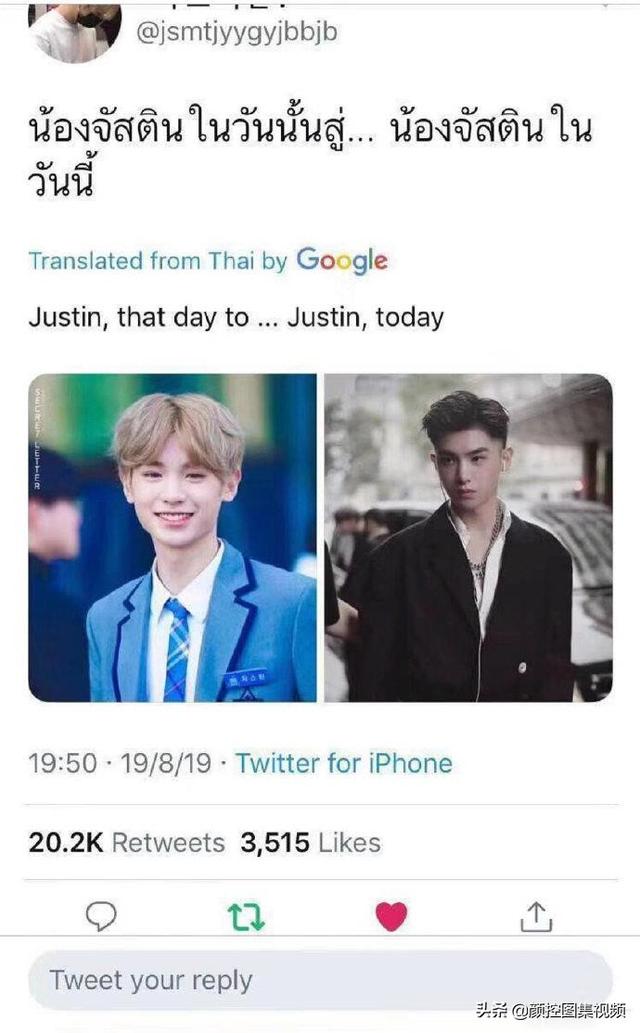 @jsmtjyygyjbbjb
น้องจัสติน ในวันนั้นสู่... น้องจัสติน ใน
วันนี้
Translated from Thai by Google
Justin, that day to ... Justin, today
SECRET LETTER
저스틴
19:50 · 19/8/19 · Twitter for iPhone
20.2K Retweets 3,515 Likes
Tweet your reply
头条 @颜控图集视频